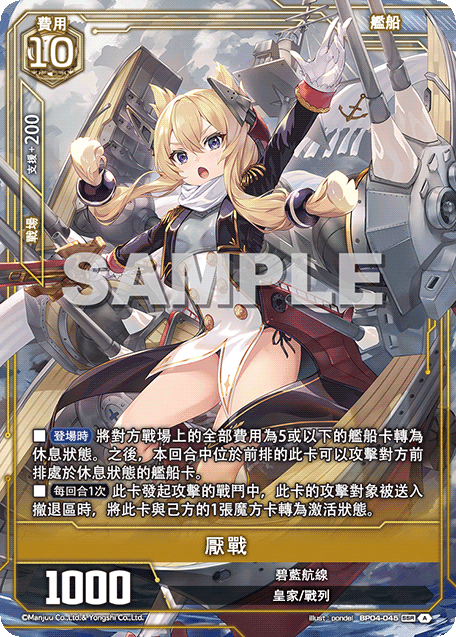 費用
10
艦船
支援+200
戰場
SAMPLE
■ 登場時 將對方戰場上的全部費用為5或以下的艦船卡轉為
休息狀態。之後，本回合中位於前排的此卡可以攻擊對方前
排處於休息狀態的艦船卡。
■ 每回合1次 此卡發起攻擊的戰鬥中，此卡的攻擊對象被送入
撤退區時，將此卡與己方的1張魔方卡轉為激活狀態。
厭戰
1000
碧藍航線
皇家/戰列
©Manjuu Co.,Ltd.& Yongshi Co.,Ltd.
illust_pondel BP04-045 SSR A